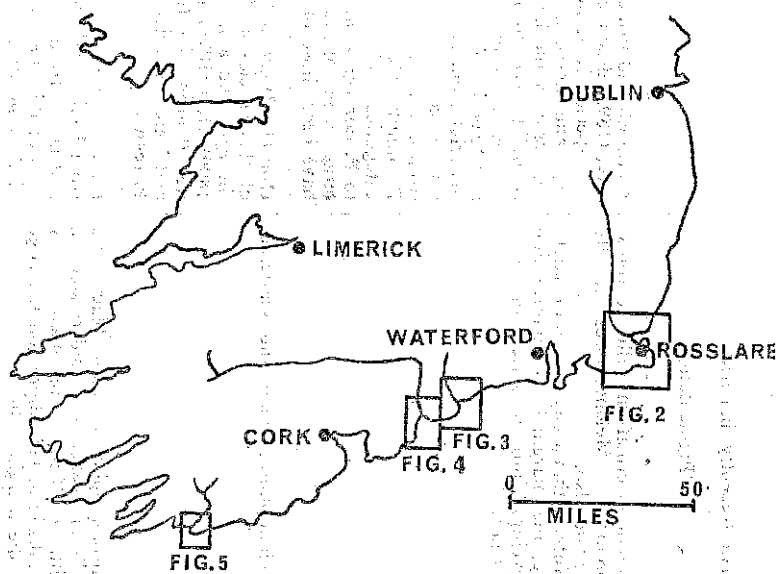 DUBLIN
LIMERICK
WATERFORD
ROSSLARE
FIG. 2
CORK
FIG. 3
FIG. 4
0 50
MILES
FIG. 5